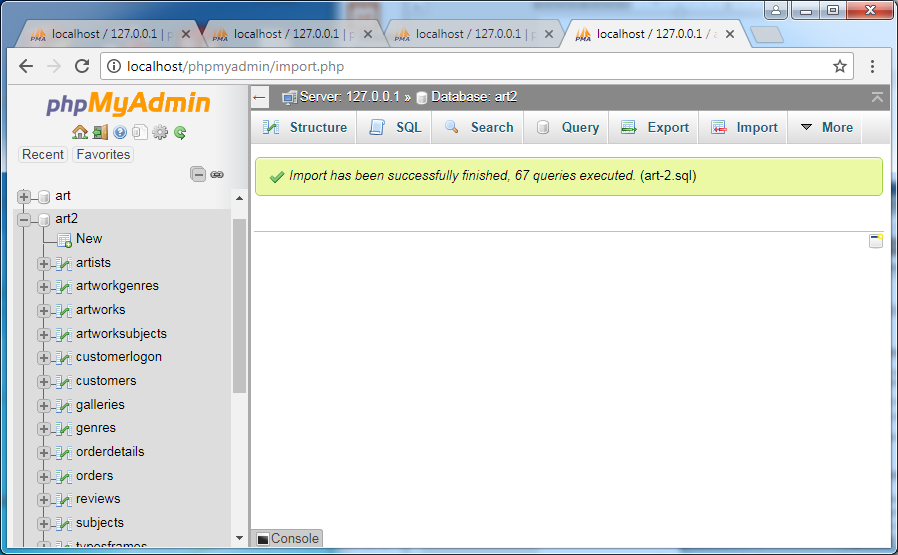 localhost / 127.0.0.1 | p
localhost / 127.0.0.1 | p
localhost / 127.0.0.1 | p
localhost / 127.0.0.1 / a
localhost/phpmyadmin/import.php
phpMyAdmin
Recent Favorites
art
art2
New
artists
artworkgenres
artworks
artworksubjects
customerlogon
customers
galleries
genres
orderdetails
orders
reviews
subjects
typesframes
Server: 127.0.0.1 » Database: art2
Structure SQL Search Query Export Import More
Import has been successfully finished, 67 queries executed. (art-2.sql)
Console